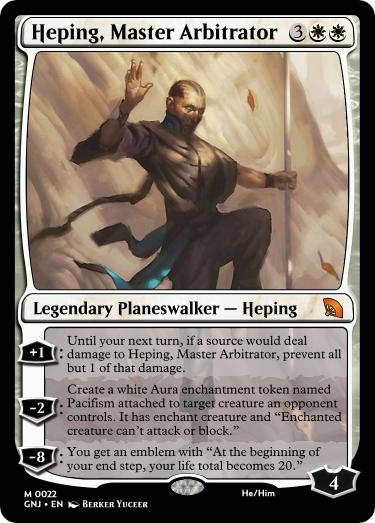 Heping, Master Arbitrator 3
Legendary Planeswalker — Heping
+1: Until your next turn, if a source would deal
damage to Heping, Master Arbitrator, prevent all
but 1 of that damage.
Create a white Aura enchantment token named
-2: Pacifism attached to target creature an opponent
controls. It has enchant creature and “Enchanted
creature can’t attack or block.”
-8: You get an emblem with “At the beginning of
your end step, your life total becomes 20.”
4
M 0022
He/Him
GNJ • EN Berker Yuceer